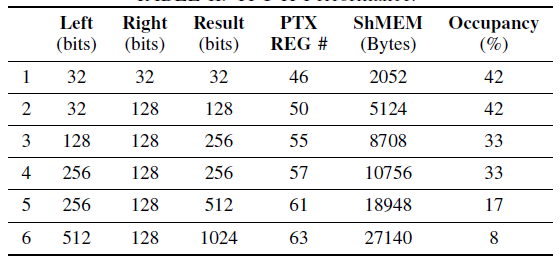 Left Right Result PTX ShMEM Occupancy
(bits) (bits) (bits) REG # (Bytes) (%)
1 32 32 32 46 2052 42
2 32 128 128 50 5124 42
3 128 128 256 55 8708 33
4 256 128 256 57 10756 33
5 256 128 512 61 18948 17
6 512 128 1024 63 27140 8